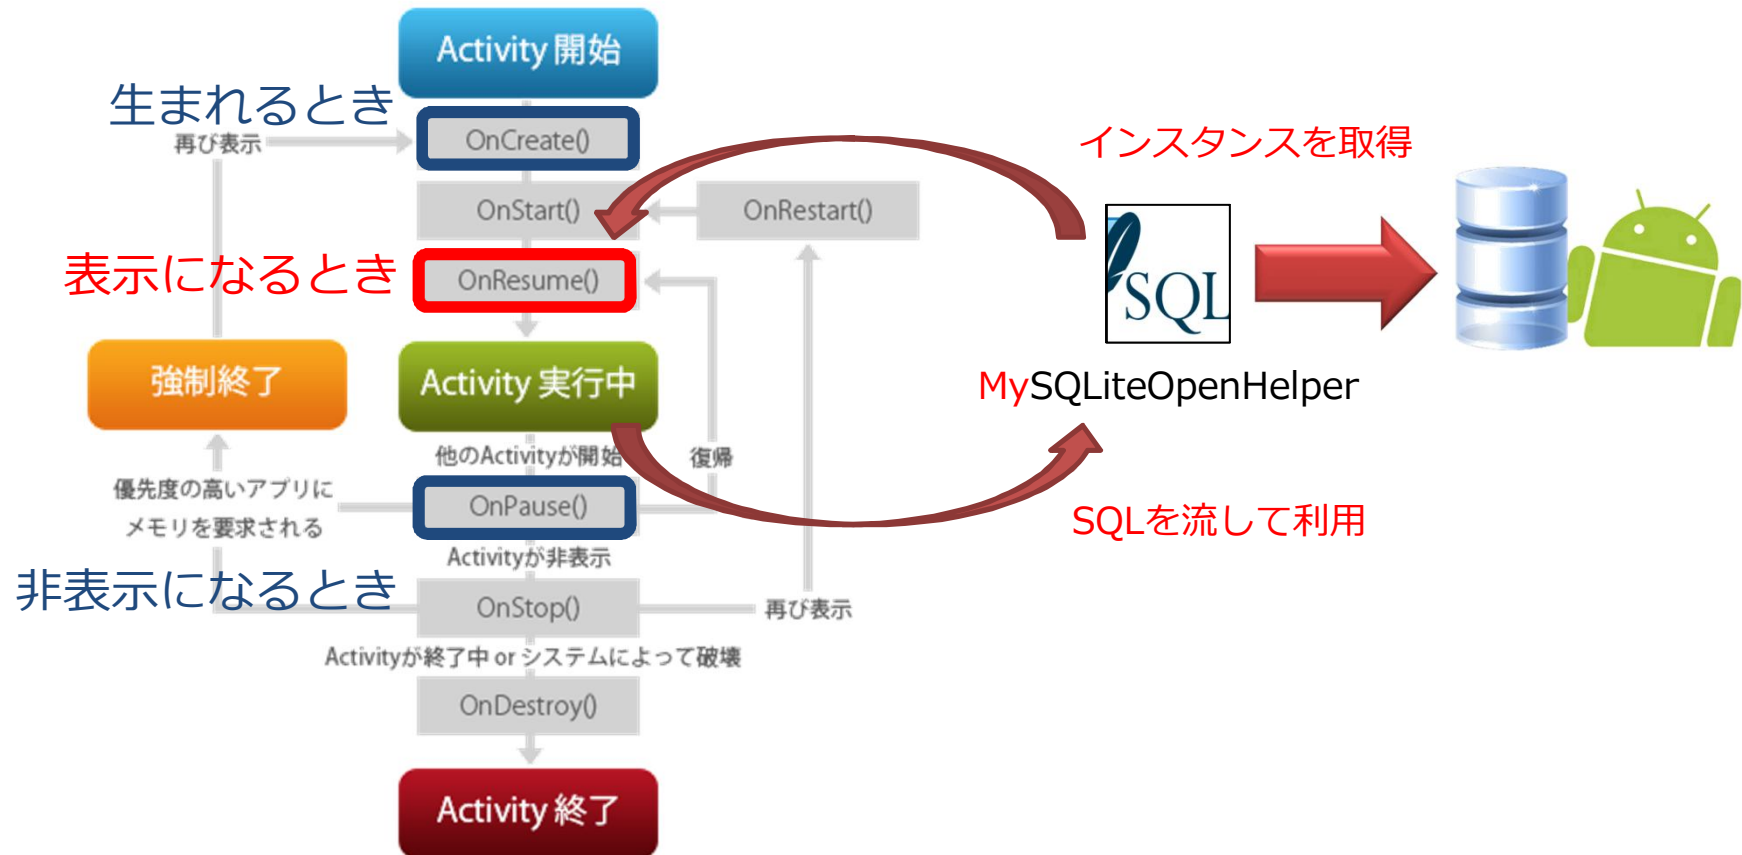 Activity 開始
生まれるとき
再び表示
OnCreate()
インスタンスを取得
OnStart()
OnRestart()
表示になるとき
OnResume()
SQL
強制終了
Activity 実行中
MySQLiteOpenHelper
他のActivityが開始
復帰
優先度の高いアプリに
メモリを要求される
OnPause()
SQLを流して利用
Activityが非表示
非表示になるとき
OnStop()
再び表示
Activityが終了中 or システムによって破壊
OnDestroy()
Activity 終了